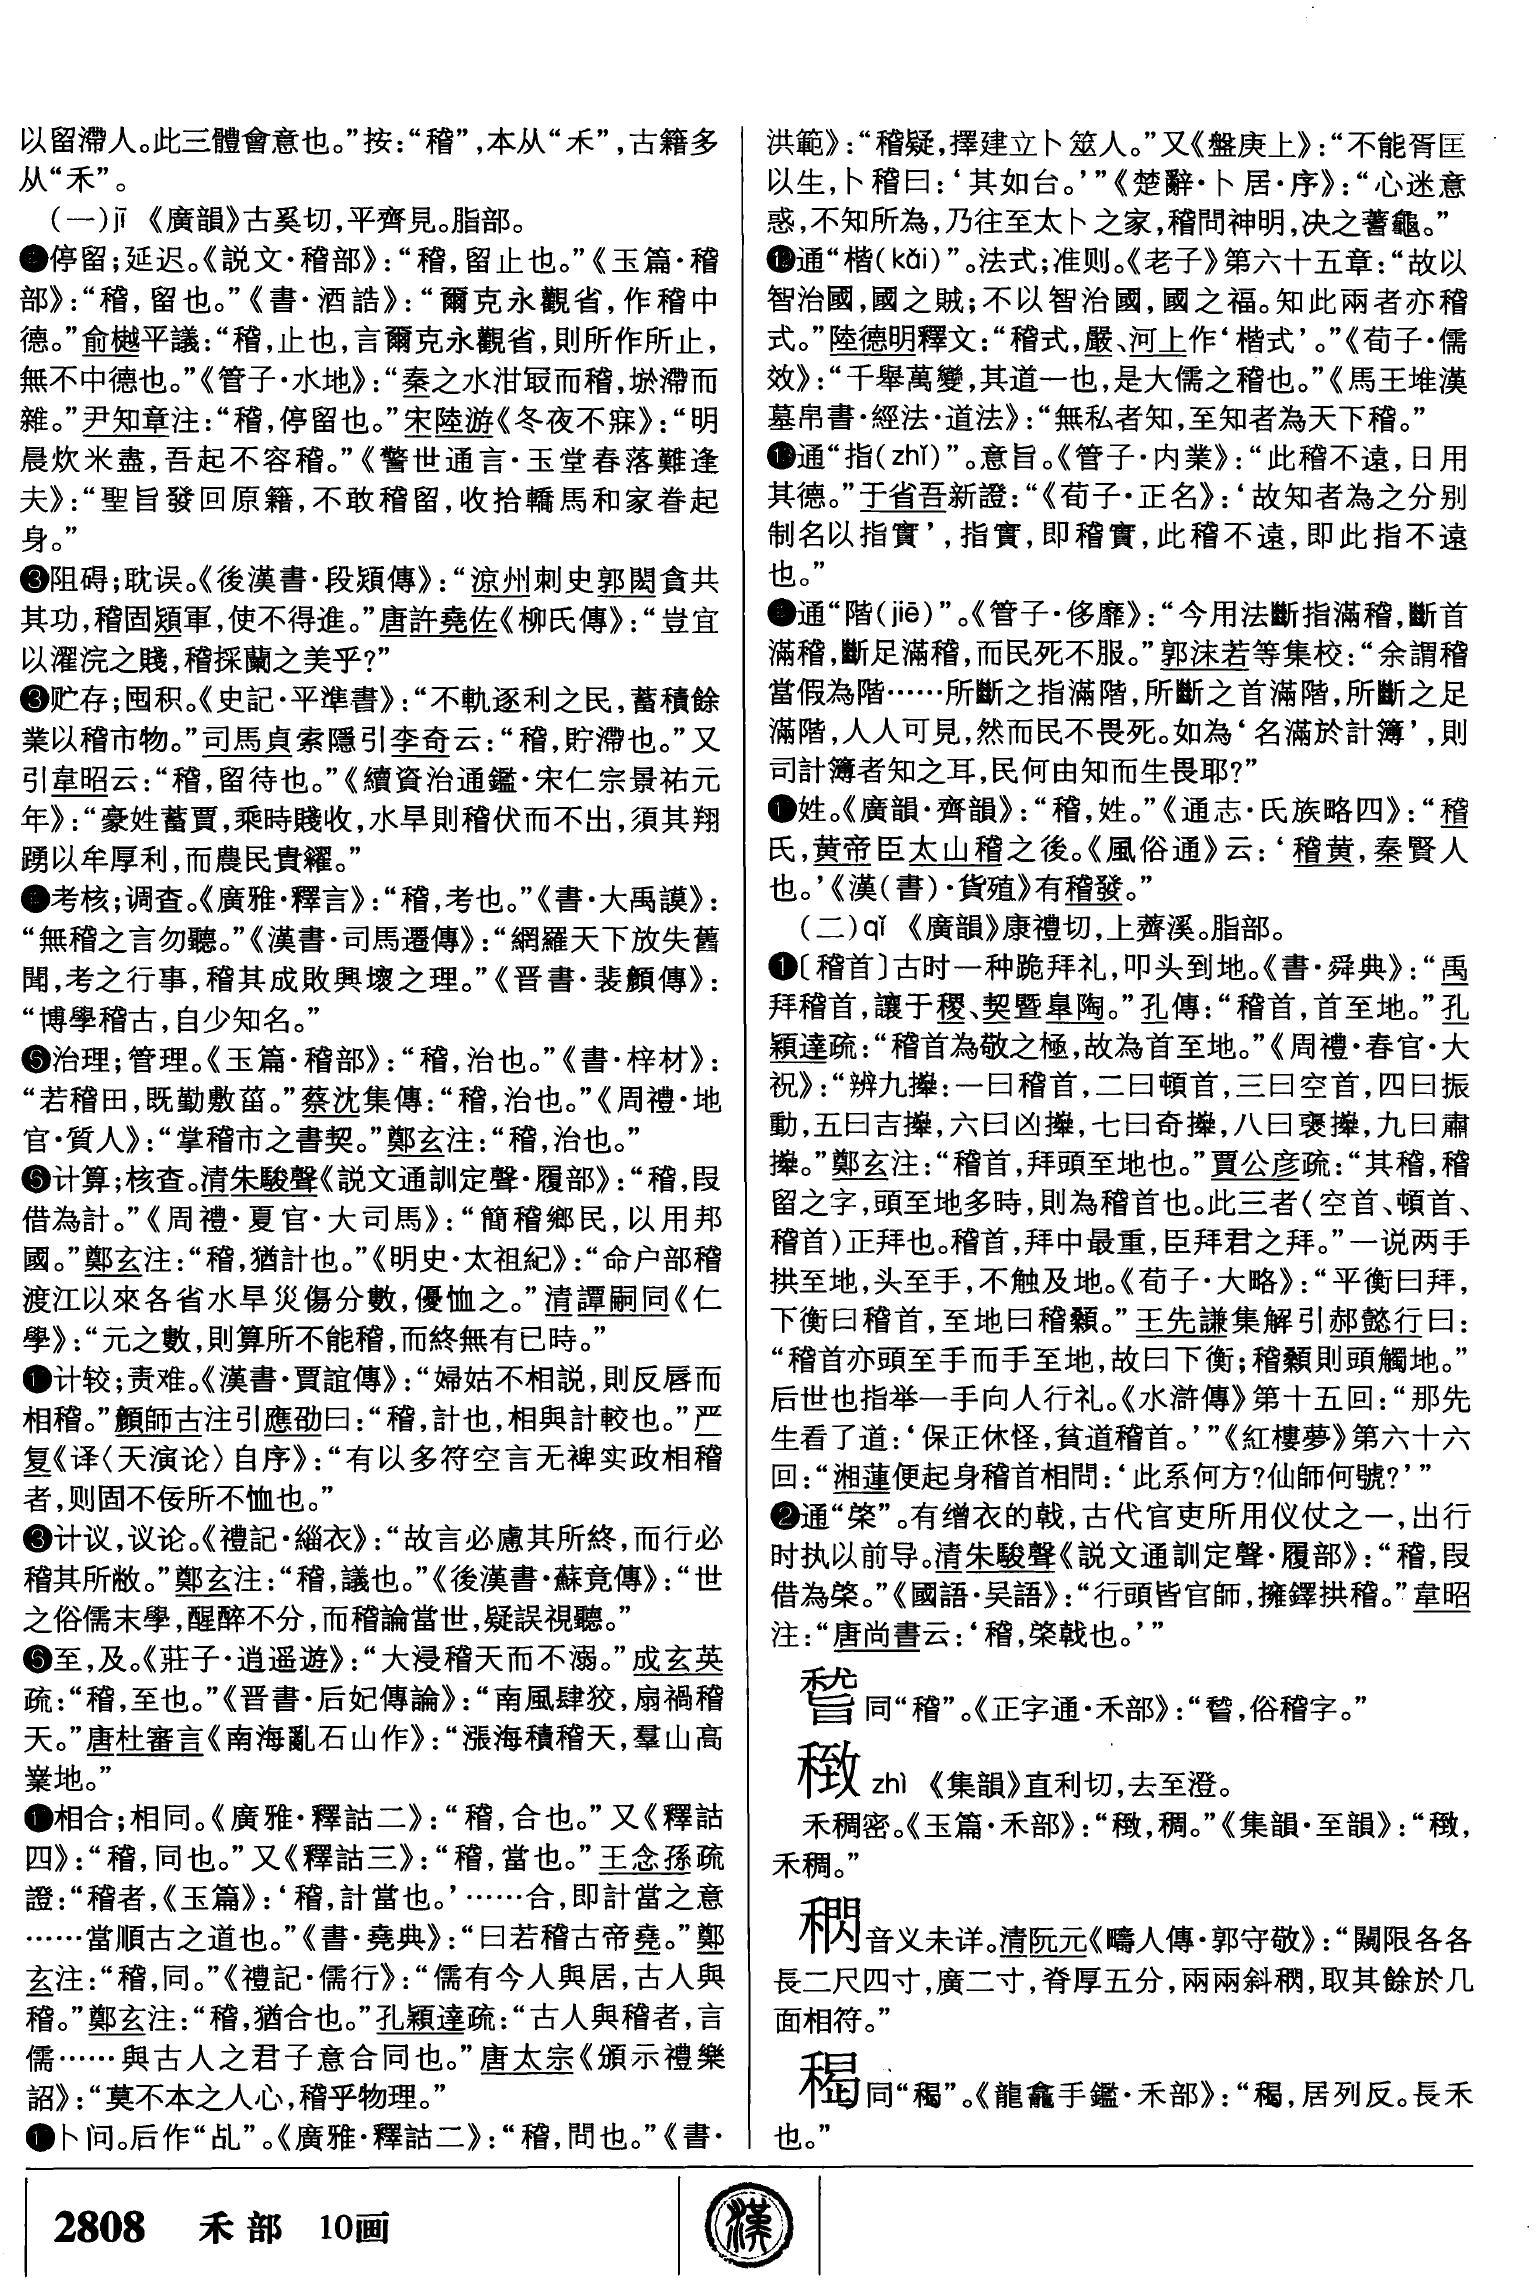 以留滯人。此三體會意也。”按：“稽”，本从“禾”，古籍多
从“禾”。
（一）jī 《廣韻》古奚切，平齊見。脂部。
停留；延迟。《説文·稽部》：“稽，留止也。”《玉篇·稽
部》：“稽，留也。”《書·酒誥》：“爾克永觀省，作稽中
德。”俞樾平議：“稽，止也，言爾克永觀省，則所作所止，
無不中德也。”《管子·水地》：“秦之水泔冣而稽，淤滯而
雜。”尹知章注：“稽，停留也。”宋陸游《冬夜不寐》：“明
晨炊米盡，吾起不容稽。”《警世通言·玉堂春落難逢
夫》：“聖旨發回原籍，不敢稽留，收拾轎馬和家眷起
身。”
❸阻碍；耽误。《後漢書·段熲傳》：“涼州刺史郭閎貪共
其功，稽固熲軍，使不得進。”唐許堯佐《柳氏傳》：“豈宜
以濯浣之賤，稽採蘭之美乎？”
❸贮存；囤积。《史記·平準書》：“不軌逐利之民，蓄積餘
業以稽市物。”司馬貞索隱引李奇云：“稽，貯滯也。”又
引韋昭云：“稽，留待也。”《續資治通鑑·宋仁宗景祐元
年》：“豪姓蓄賈，乘時賤收，水旱則稽伏而不出，須其翔
踴以牟厚利，而農民貴糴。”
考核；调查。《廣雅·釋言》：“稽，考也。”《書·大禹謨》：
“無稽之言勿聽。”《漢書·司馬遷傳》：“網羅天下放失舊
聞，考之行事，稽其成敗興壞之理。”《晋書·裴頠傳》：
“博學稽古，自少知名。”
❺治理；管理。《玉篇·稽部》：“稽，治也。”《書·梓材》：
“若稽田，既勤敷菑。”蔡沈集傳：“稽，治也。”《周禮·地
官·質人》：“掌稽市之書契。”鄭玄注：“稽，治也。”
❺计算；核查。清朱駿聲《説文通訓定聲·履部》：“稽，叚
借為計。”《周禮·夏官·大司馬》：“簡稽鄉民，以用邦
國。”鄭玄注：“稽，猶計也。”《明史·太祖紀》：“命户部稽
渡江以來各省水旱災傷分數，優恤之。”清譚嗣同《仁
學》：“元之數，則算所不能稽，而終無有已時。”
❶计较；责难。《漢書·賈誼傳》：“婦姑不相説，則反唇而
相稽。”顏師古注引應劭曰：“稽，計也，相與計較也。”严
复《译〈天演论〉自序》：“有以多符空言无裨实政相稽
者，则固不佞所不恤也。”
❸计议，议论。《禮記·緇衣》：“故言必慮其所終，而行必
稽其所敝。”鄭玄注：“稽，議也。”《後漢書·蘇竟傳》：“世
之俗儒末學，醒醉不分，而稽論當世，疑誤視聽。”
❺至，及。《莊子·逍遥遊》：“大浸稽天而不溺。”成玄英
疏：“稽，至也。”《晋書·后妃傳論》：“南風肆狡，扇禍稽
天。”唐杜審言《南海亂石山作》：“漲海積稽天，羣山高
嶪地。”
❶相合；相同。《廣雅·釋詁二》：“稽，合也。”又《釋詁
四》：“稽，同也。”又《釋詁三》：“稽，當也。”王念孫疏
證：“稽者，《玉篇》：‘稽，計當也。’……合，即計當之意
……當順古之道也。”《書·堯典》：“曰若稽古帝堯。”鄭
玄注：“稽，同。”《禮記·儒行》：“儒有今人與居，古人與
稽。”鄭玄注：“稽，猶合也。”孔穎達疏：“古人與稽者，言
儒……與古人之君子意合同也。”唐太宗《頒示禮樂
詔》：“莫不本之人心，稽乎物理。”
❶卜问。后作“乩”。《廣雅·釋詁二》：“稽，問也。”《書·
洪範》：“稽疑，擇建立卜筮人。”又《盤庚上》：“不能胥匡
以生，卜稽曰：‘其如台。’”《楚辭·卜居·序》：“心迷意
惑，不知所為，乃往至太卜之家，稽問神明，决之蓍龜。”
⓬通“楷（kǎi）”。法式；准则。《老子》第六十五章：“故以
智治國，國之賊；不以智治國，國之福。知此兩者亦稽
式。”陸德明釋文：“稽式，嚴、河上作‘楷式’。”《荀子·儒
效》：“千舉萬變，其道一也，是大儒之稽也。”《馬王堆漢
墓帛書·經法·道法》：“無私者知，至知者為天下稽。”
⓭通“指（zhǐ）”。意旨。《管子·内業》：“此稽不遠，日用
其德。”于省吾新證：“《荀子·正名》：‘故知者為之分别
制名以指實’，指實，即稽實，此稽不遠，即此指不遠
也。”
通“階（jiē）”。《管子·侈靡》：“今用法斷指滿稽，斷首
滿稽，斷足滿稽，而民死不服。”郭沫若等集校：“余謂稽
當假為階……所斷之指滿階，所斷之首滿階，所斷之足
滿階，人人可見，然而民不畏死。如為‘名滿於計簿’，則
司計簿者知之耳，民何由知而生畏耶？”
❶姓。《廣韻·齊韻》：“稽，姓。”《通志·氏族略四》：“稽
氏，黄帝臣太山稽之後。《風俗通》云：‘稽黄，秦賢人
也。’《漢（書）·貨殖》有稽發。”
（二）qǐ 《廣韻》康禮切，上薺溪。脂部。
❶〔稽首〕古时一种跪拜礼，叩头到地。《書·舜典》：“禹
拜稽首，讓于稷、契暨皐陶。”孔傳：“稽首，首至地。”孔
穎達疏：“稽首為敬之極，故為首至地。”《周禮·春官·大
祝》：“辨九𢷎：一曰稽首，二曰頓首，三曰空首，四曰振
動，五曰吉𢷎，六曰凶𢷎，七曰奇𢷎，八曰褒𢷎，九曰肅
𢷎。”鄭玄注：“稽首，拜頭至地也。”賈公彦疏：“其稽，稽
留之字，頭至地多時，則為稽首也。此三者（空首、頓首、
稽首）正拜也。稽首，拜中最重，臣拜君之拜。”一说两手
拱至地，头至手，不触及地。《荀子·大略》：“平衡曰拜，
下衡曰稽首，至地曰稽顙。”王先謙集解引郝懿行曰：
“稽首亦頭至手而手至地，故曰下衡；稽顙則頭觸地。”
后世也指举一手向人行礼。《水滸傳》第十五回：“那先
生看了道：‘保正休怪，貧道稽首。’”《紅樓夢》第六十六
回：“湘蓮便起身稽首相問：‘此系何方？仙師何號？’”
❷通“棨”。有缯衣的戟，古代官吏所用仪仗之一，出行
时执以前导。清朱駿聲《説文通訓定聲·履部》：“稽，叚
借為棨。”《國語·吴語》：“行頭皆官師，擁鐸拱稽。”韋昭
注：“唐尚書云：‘稽，棨戟也。’”
同“稽”。《正字通·禾部》：“，俗稽字。”
緻 zhì 《集韻》直利切，去至澄。
禾稠密。《玉篇·禾部》：“，稠。”《集韻·至韻》：“，
禾稠。”
音义未详。清阮元《疇人傳·郭守敬》：“闕限各各
長二尺四寸，廣二寸，脊厚五分，兩兩斜，取其餘於几
面相符。”
同“𥠁”。《龍龕手鑑·禾部》：“，居列反。長禾
也。”
2808 禾部 10画
漢